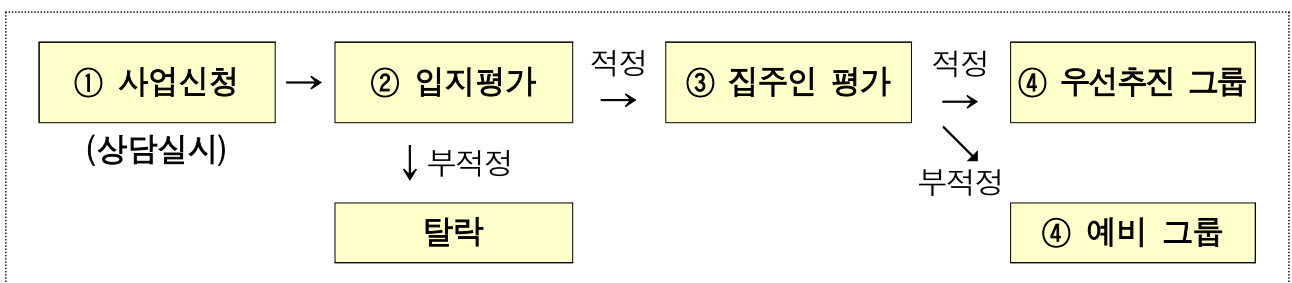 ① 사업신청 → ② 입지평가 적정 → ③ 집주인 평가 적정 → ④ 우선추진 그룹
(상담실시) ↓ 부적정 ↘ 부적정
탈락 ④ 예비 그룹